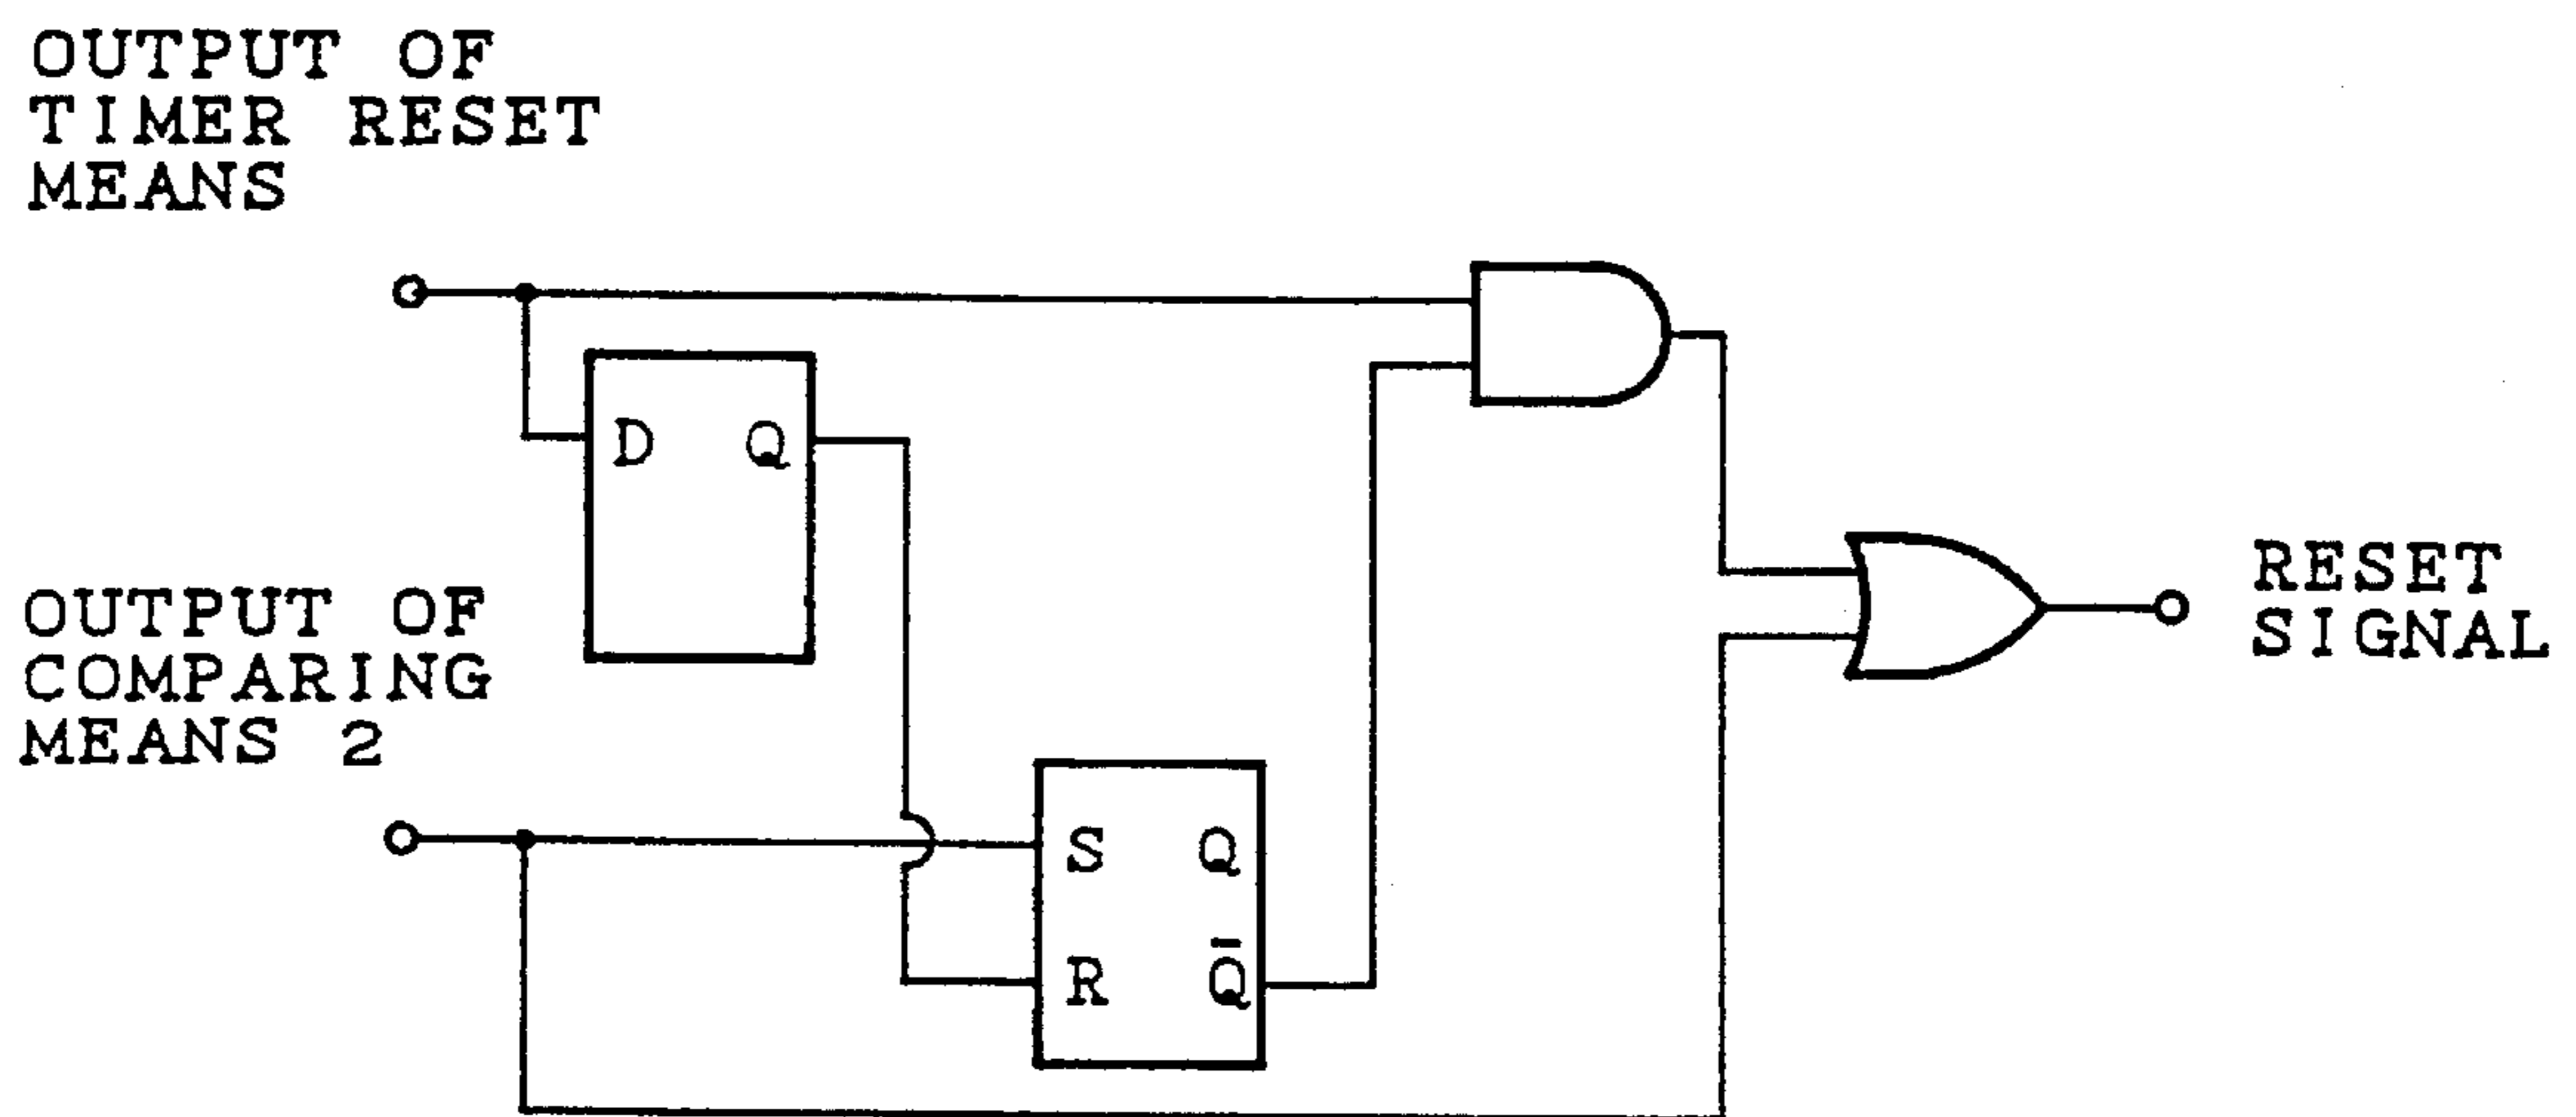 OUTPUT OF
TIMER RESET
MEANS
D Q
OUTPUT OF
COMPARING
MEANS 2
RESET
SIGNAL
S Q
R Q̅